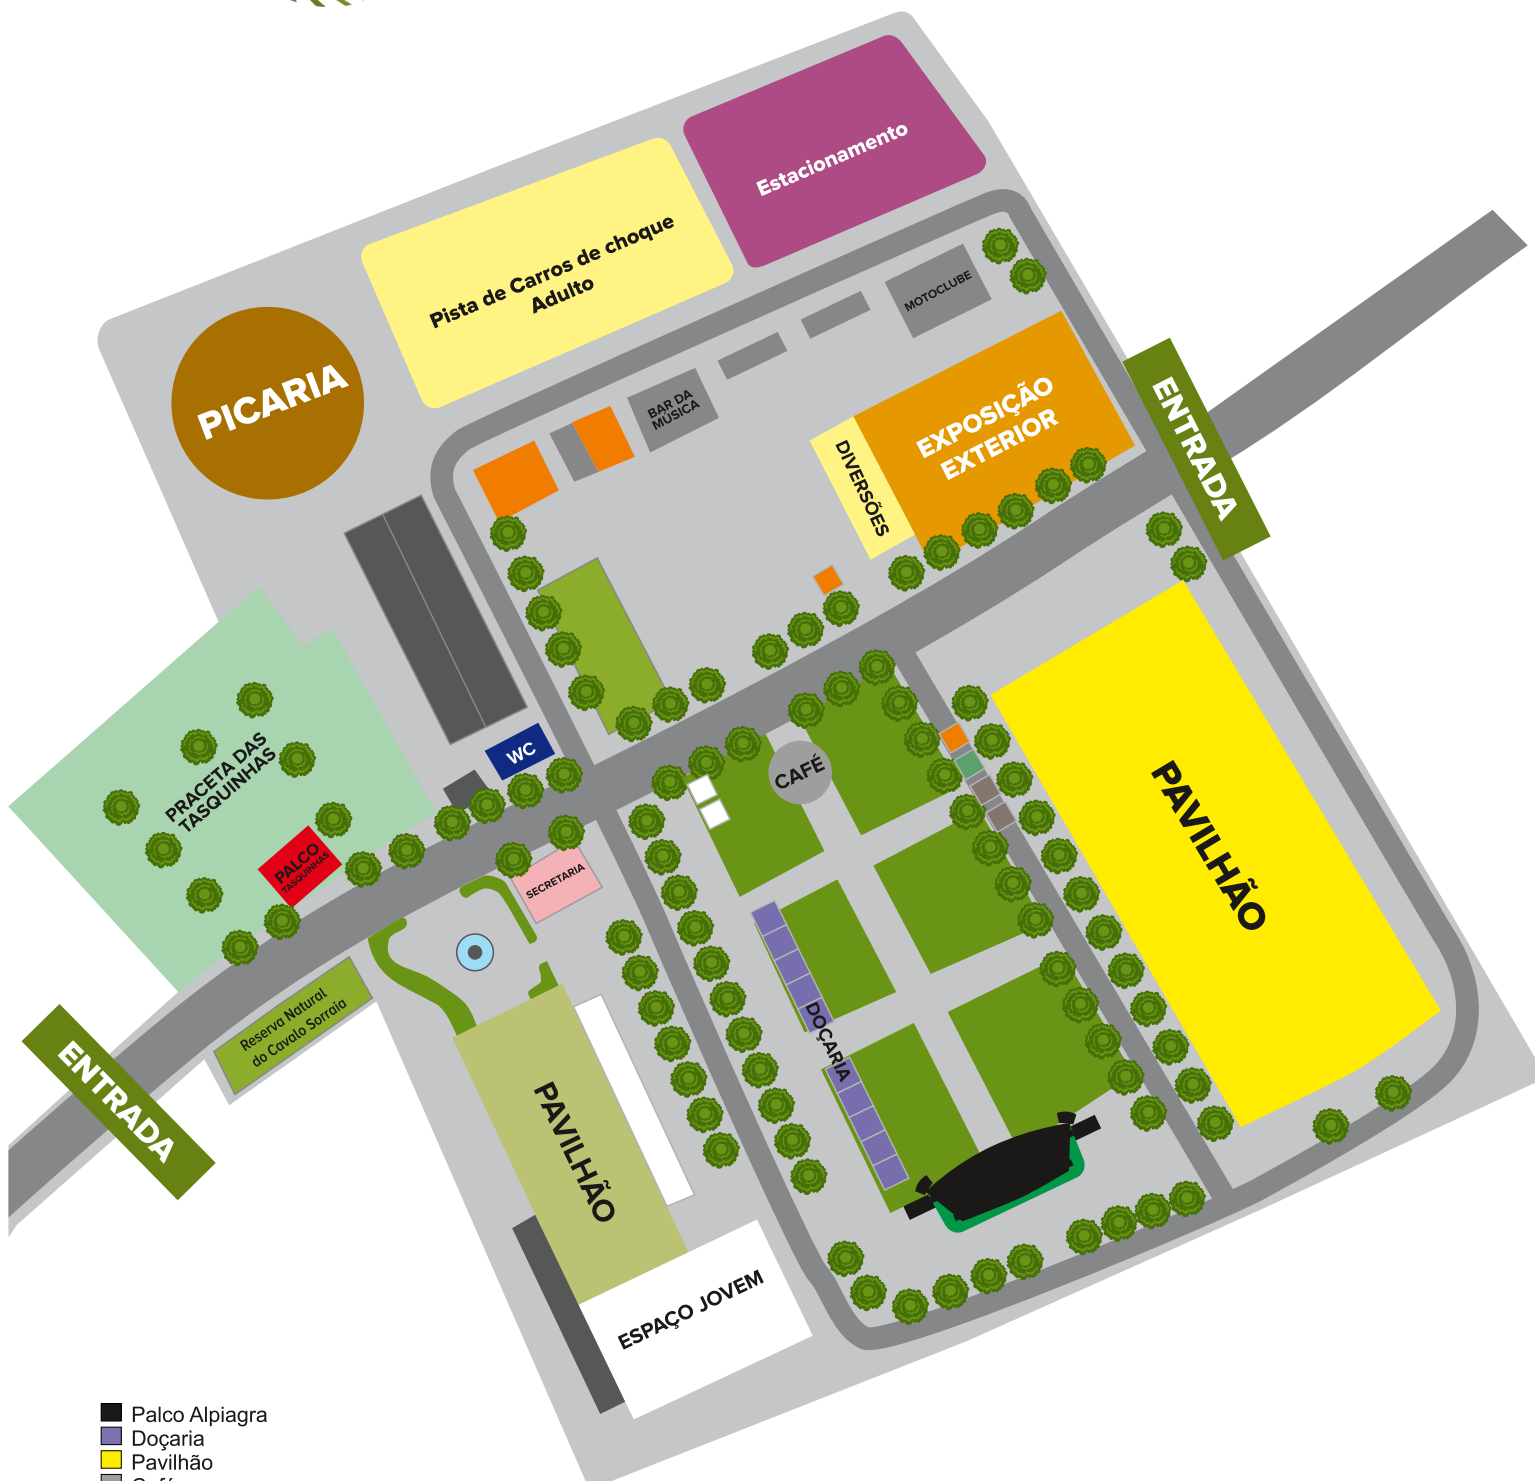 Estacionamento
Pista de Carros de choque
Adulto
PICARIA
MOTOCLUBE
BAR DA
MÚSICA
EXPOSIÇÃO
EXTERIOR
DIVERSÕES
ENTRADA
WC
PRACETA DAS
TASQUINHAS
PALCO
TASQUINHAS
CAFÉ
SECRETARIA
PAVILHÃO
DOÇARIA
Reserva Natural
do Cavalo Sorraia
ENTRADA
PAVILHÃO
ESPAÇO JOVEM
Palco Alpiagra
Doçaria
Pavilhão